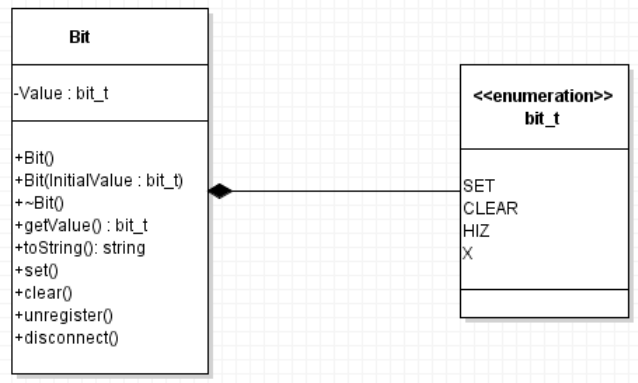 Bit
-Value : bit_t
+Bit()
+Bit(InitialValue : bit_t)
+~Bit()
+getValue() : bit_t
+toString(): string
+set()
+clear()
+unregister()
+disconnect()
<<enumeration>>
bit_t
SET
CLEAR
HIZ
X